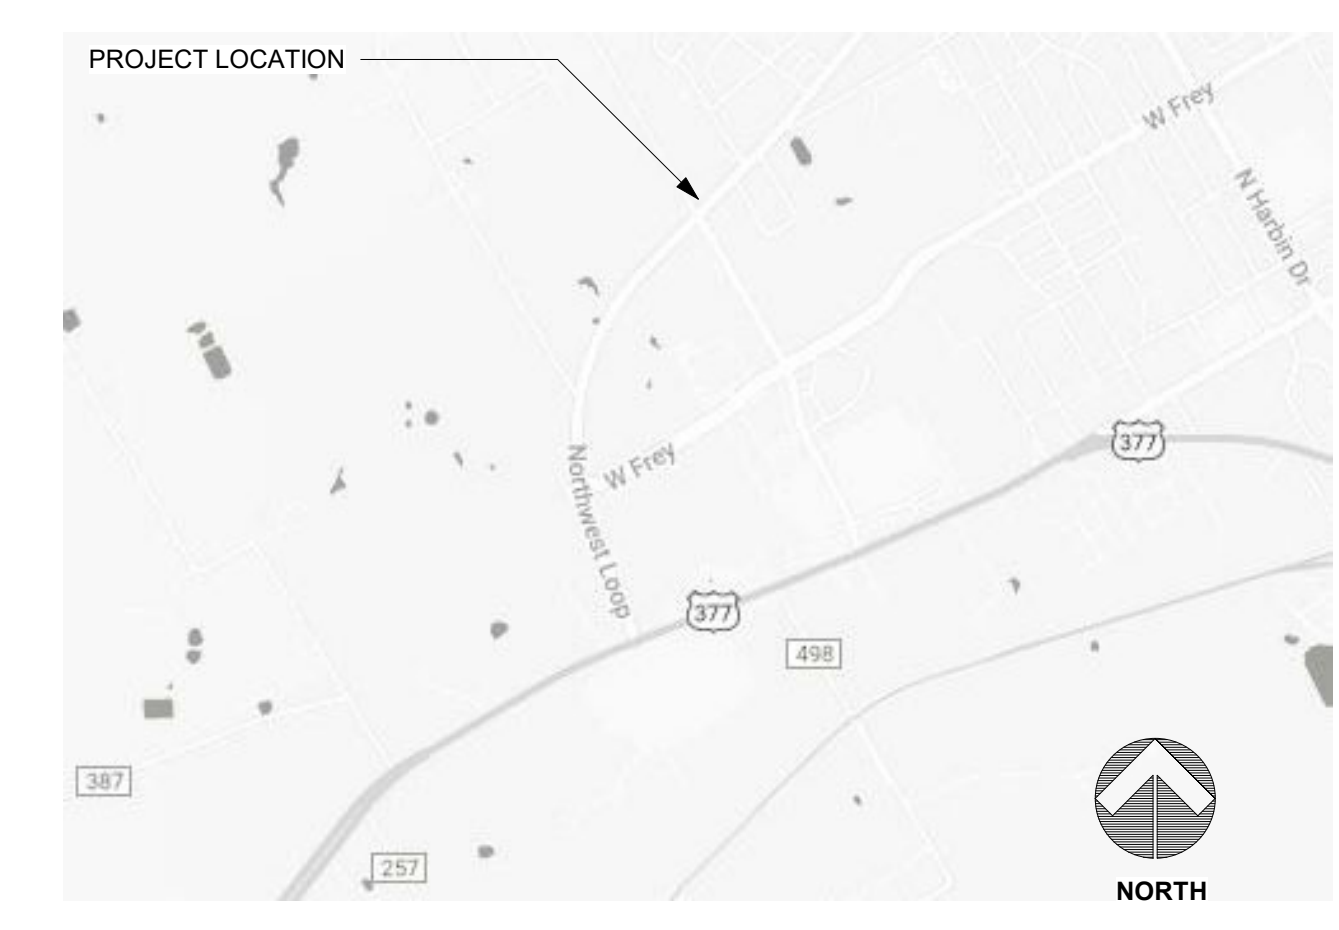 PROJECT LOCATION
W Frey
N Harbin Dr
377
W Frey
Northwest Loop
377
498
387
257
NORTH